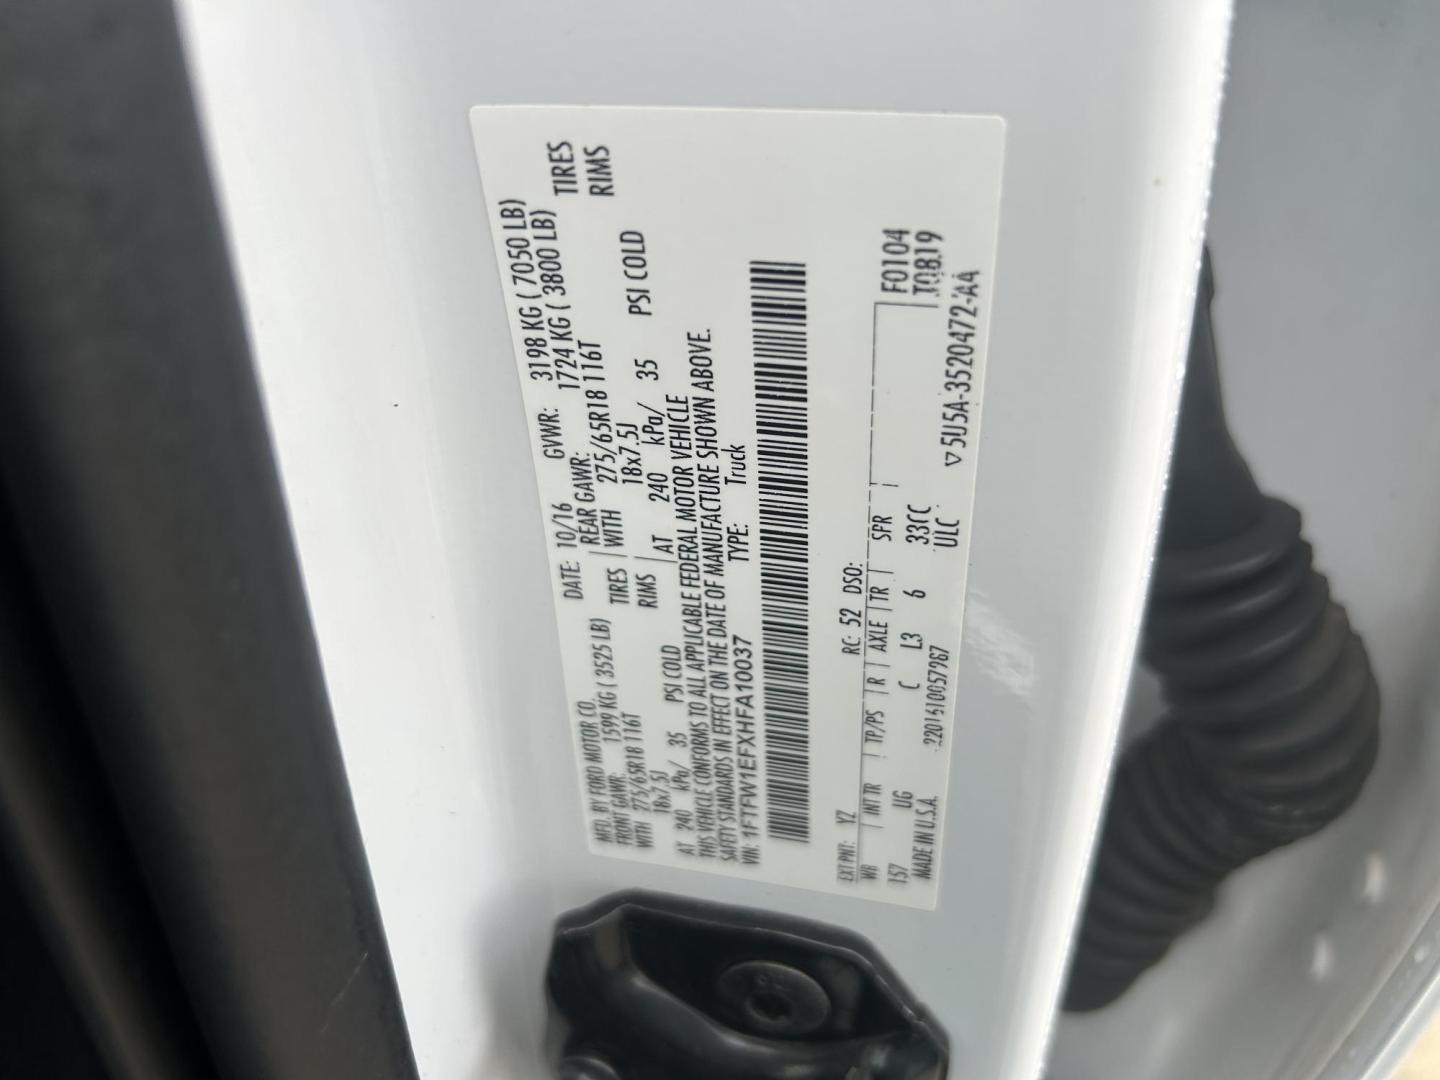 MFD. BY FORD MOTOR CO.
DATE: 10/16 GVWR: 3198 KG ( 7050 LB)
FRONT GAWR: 1599 KG ( 3525 LB) REAR GAWR: 1724 KG ( 3800 LB)
WITH 275/65R18 116T TIRES WITH 275/65R18 116T TIRES
18x7.5J RIMS 18x7.5J RIMS
AT 240 kPa/ 35 PSI COLD AT 240 kPa/ 35 PSI COLD
THIS VEHICLE CONFORMS TO ALL APPLICABLE FEDERAL MOTOR VEHICLE
SAFETY STANDARDS IN EFFECT ON THE DATE OF MANUFACTURE SHOWN ABOVE.
VIN: 1FTFW1EFXHFA10037 TYPE: Truck
EXT PNT: YZ RC: 52 DSO: F0104
WB INT TR TP/PS R AXLE TR SPR T0819
157 UG C L3 6 33CC
MADE IN U.S.A. 2201610057967 ULC
5U5A-3520472-AA